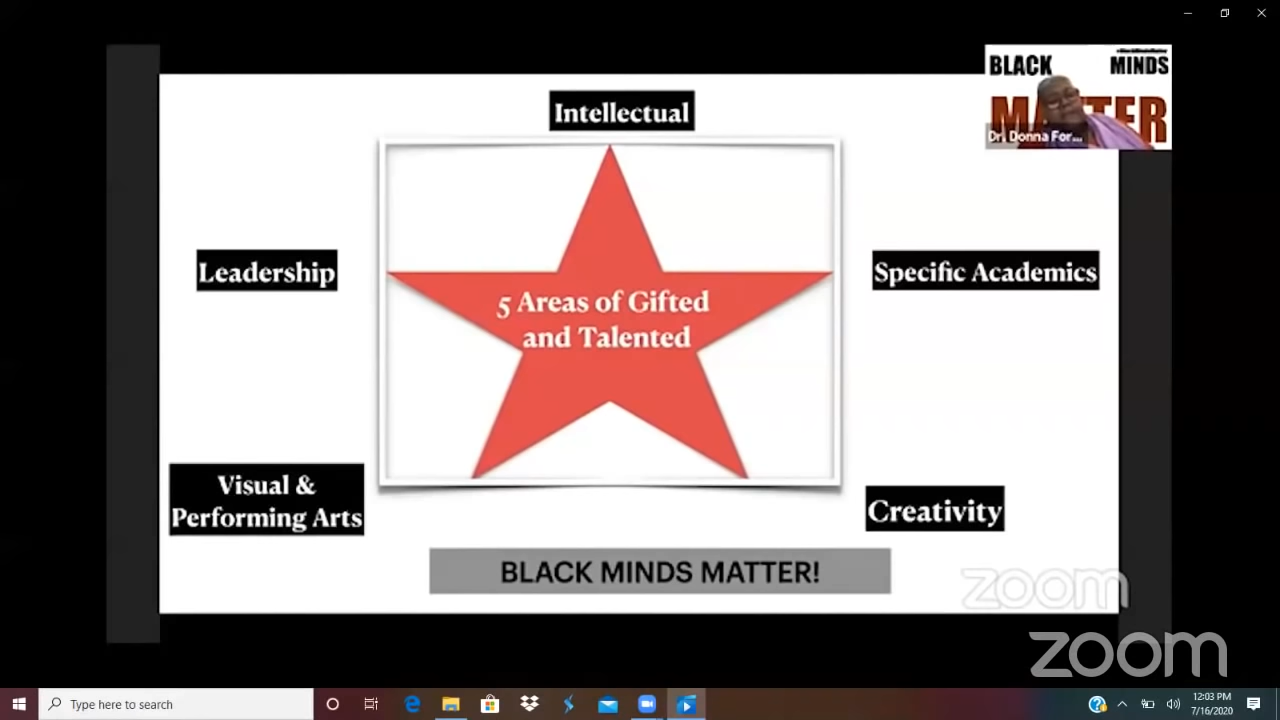 BLACK MINDS
MATTER
Dr. Donna For...
Intellectual
Leadership
Specific Academics
5 Areas of Gifted
and Talented
Visual &
Performing Arts
Creativity
BLACK MINDS MATTER!
zoom
zoom
Type here to search
12:03 PM
7/16/2020